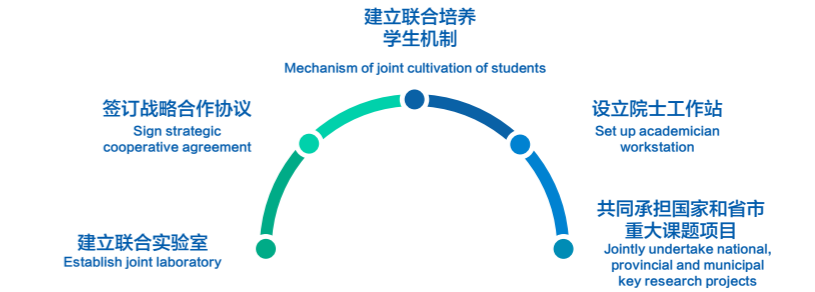 建立联合培养
学生机制
Mechanism of joint cultivation of students
签订战略合作协议
Sign strategic
cooperative agreement
设立院士工作站
Set up academician
workstation
建立联合实验室
Establish joint laboratory
共同承担国家和省市
重大课题项目
Jointly undertake national,
provincial and municipal
key research projects